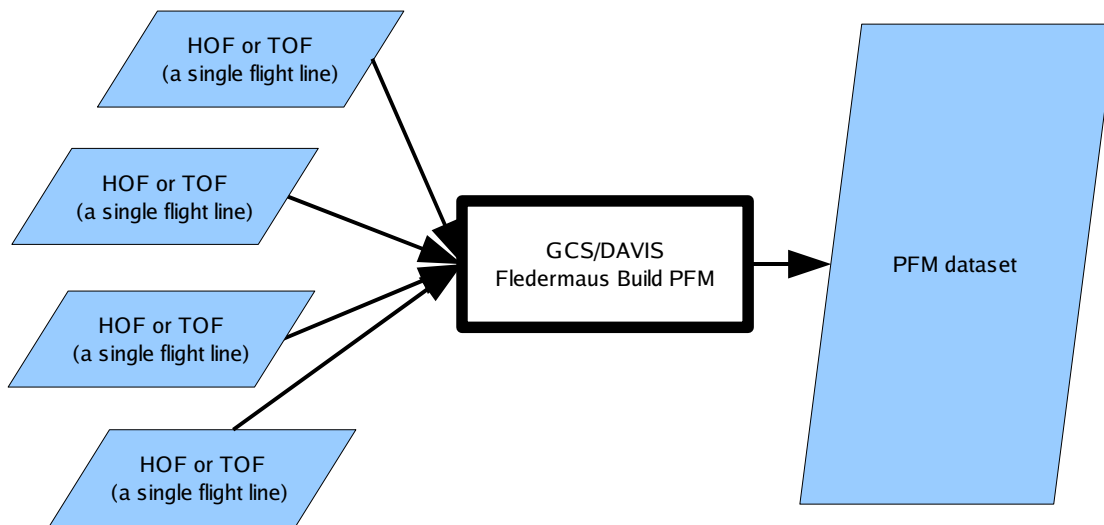 HOF or TOF
(a single flight line)
HOF or TOF
(a single flight line)
HOF or TOF
(a single flight line)
HOF or TOF
(a single flight line)
GCS/DAVIS
Fledermaus Build PFM
PFM dataset